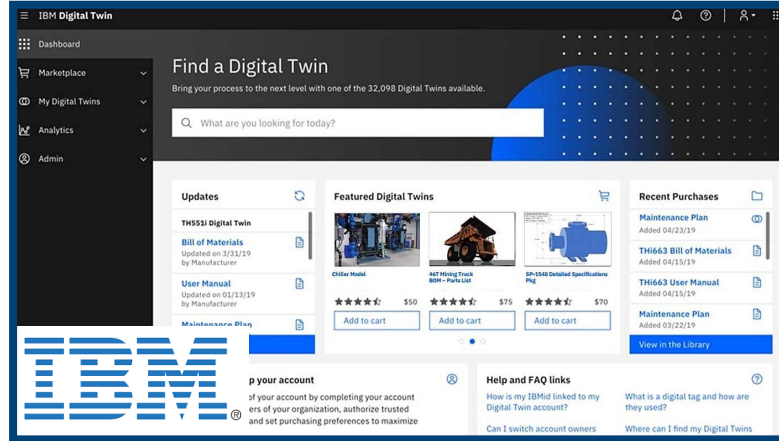 IBM Digital Twin
Dashboard
Marketplace
My Digital Twins
Analytics
Admin
Find a Digital Twin
Bring your process to the next level with one of the 32,098 Digital Twins available.
What are you looking for today?
Updates
TH551i Digital Twin
Bill of Materials
Updated on 3/31/19
by Manufacturer
User Manual
Updated on 01/13/19
by Manufacturer
Maintenance Plan
Featured Digital Twins
Chiller Model
$50
Add to cart
46T Mining Truck
BOM – Parts List
$75
Add to cart
SP-1548 Detailed Specifications
Pkg
$70
Add to cart
Recent Purchases
Maintenance Plan
Added 04/23/19
THi663 Bill of Materials
Added 04/15/19
THi663 User Manual
Added 04/15/19
Maintenance Plan
Added 03/22/19
View in the Library
IBM®
p your account
of your account by completing your account
ers of your organization, authorize trusted
and set purchasing preferences to maximize
Help and FAQ links
How is my IBMid linked to my
Digital Twin account?
Can I switch account owners
What is a digital tag and how are
they used?
Where can I find my Digital Twins